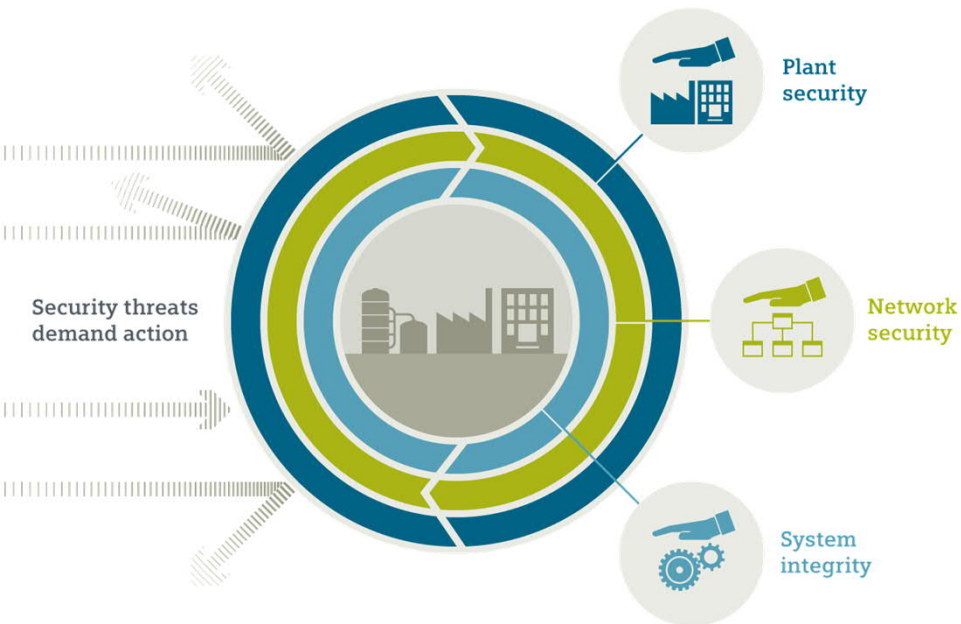 Plant
security
Security threats
demand action
Network
security
System
integrity